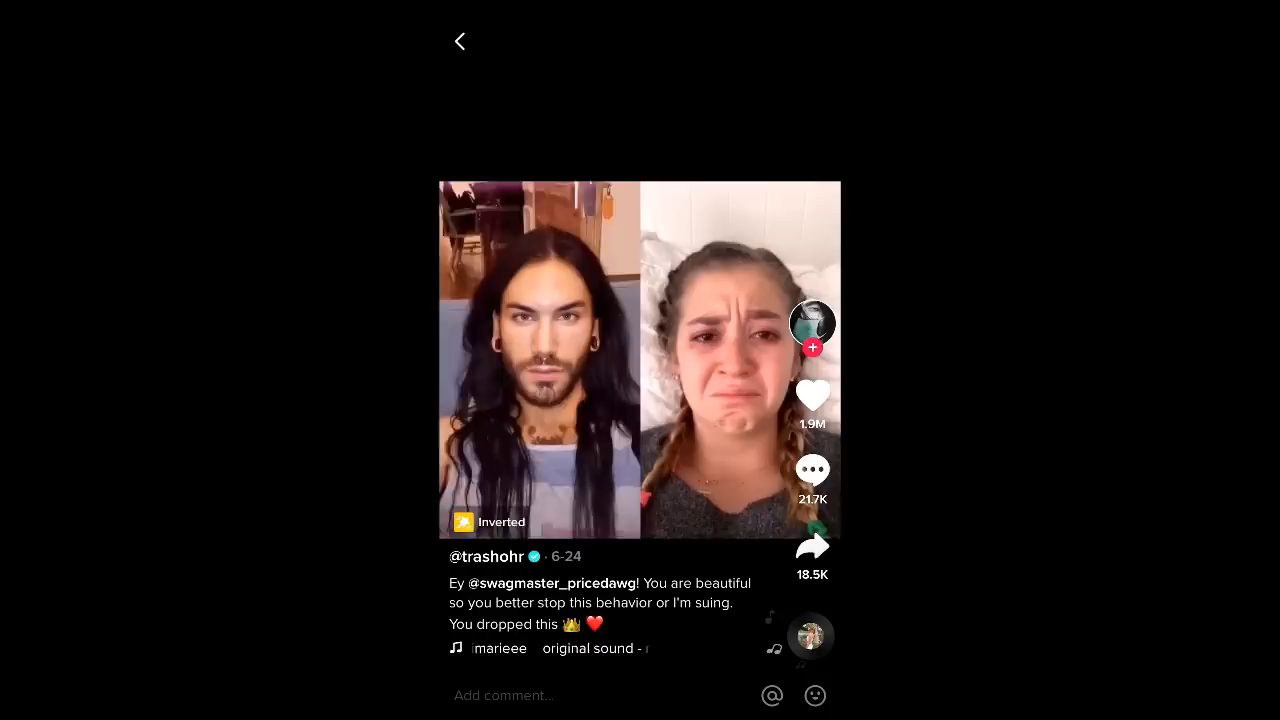 1.9M
21.7K
Inverted
@trashohr · 6-24
18.5K
Ey @swagmaster_pricedawg! You are beautiful
so you better stop this behavior or I'm suing.
You dropped this 👑 ❤️
marieee original sound -
Add comment...